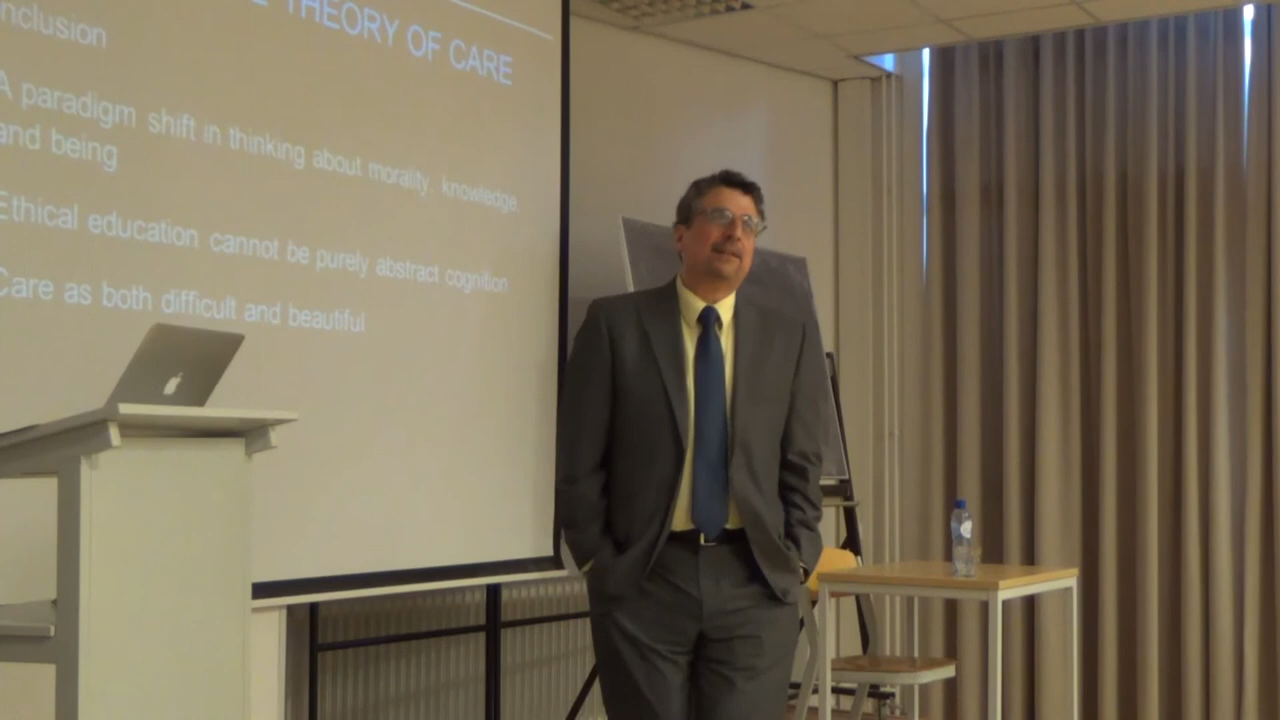 THEORY OF CARE
nclusion
A paradigm shift in thinking about morality, knowledge,
and being
Ethical education cannot be purely abstract cognition
Care as both difficult and beautiful